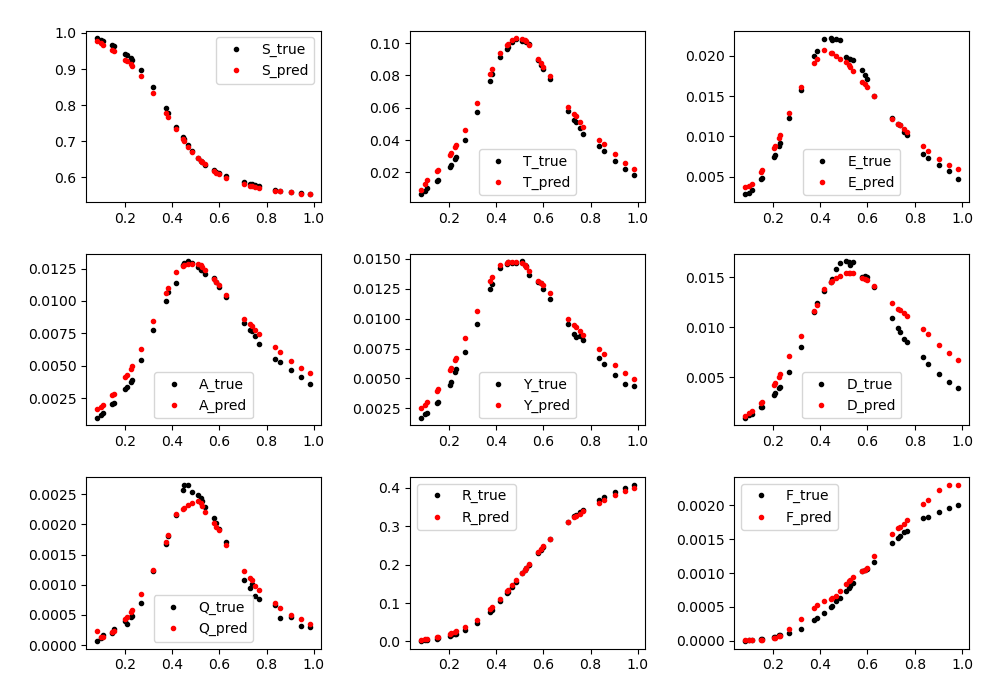 1.0
0.9
0.8
0.7
0.6
S_true
S_pred
0.2 0.4 0.6 0.8 1.0
0.10
0.08
0.06
0.04
0.02
T_true
T_pred
0.2 0.4 0.6 0.8 1.0
0.020
0.015
0.010
0.005
E_true
E_pred
0.2 0.4 0.6 0.8 1.0
0.0125
0.0100
0.0075
0.0050
0.0025
A_true
A_pred
0.2 0.4 0.6 0.8 1.0
0.0150
0.0125
0.0100
0.0075
0.0050
0.0025
Y_true
Y_pred
0.2 0.4 0.6 0.8 1.0
0.015
0.010
0.005
D_true
D_pred
0.2 0.4 0.6 0.8 1.0
0.0025
0.0020
0.0015
0.0010
0.0005
0.0000
Q_true
Q_pred
0.2 0.4 0.6 0.8 1.0
0.4
0.3
0.2
0.1
0.0
R_true
R_pred
0.2 0.4 0.6 0.8 1.0
0.0020
0.0015
0.0010
0.0005
0.0000
F_true
F_pred
0.2 0.4 0.6 0.8 1.0